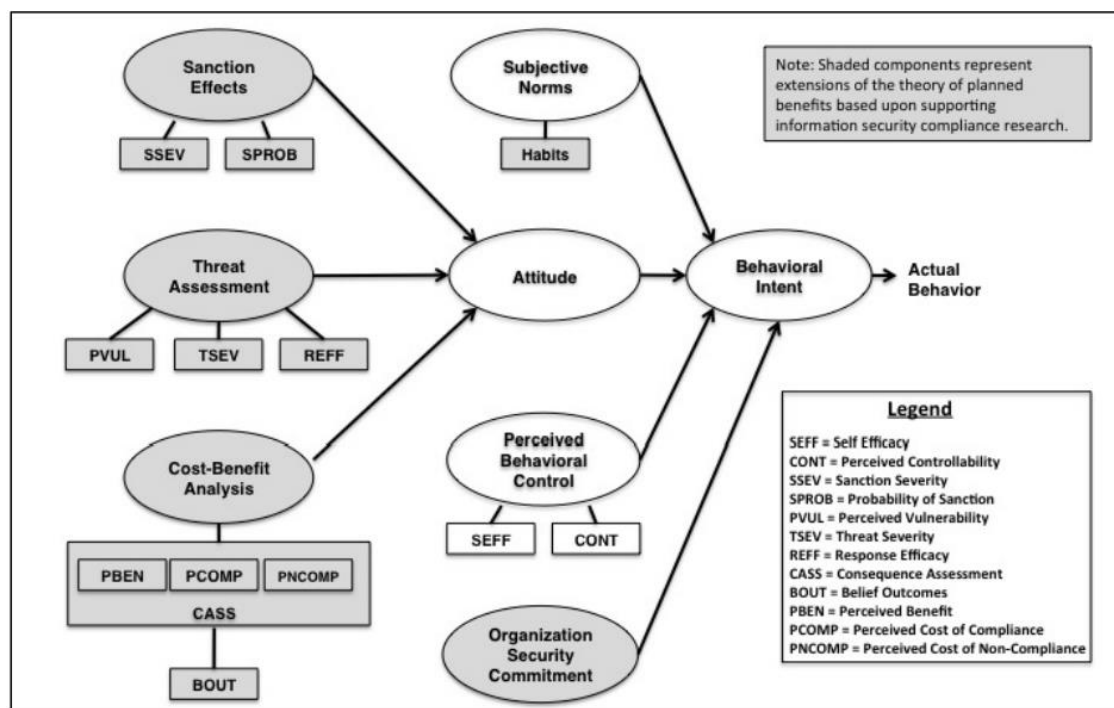 Sanction
Effects
SSEV
SPROB
Subjective
Norms
Habits
Note: Shaded components represent
extensions of the theory of planned
benefits based upon supporting
information security compliance research.
Threat
Assessment
PVUL
TSEV
REFF
Attitude
Behavioral
Intent
Actual
Behavior
Cost-Benefit
Analysis
PBEN
PCOMP
PNCOMP
CASS
BOUT
Perceived
Behavioral
Control
SEFF
CONT
Organization
Security
Commitment
Legend
SEFF = Self Efficacy
CONT = Perceived Controllability
SSEV = Sanction Severity
SPROB = Probability of Sanction
PVUL = Perceived Vulnerability
TSEV = Threat Severity
REFF = Response Efficacy
CASS = Consequence Assessment
BOUT = Belief Outcomes
PBEN = Perceived Benefit
PCOMP = Perceived Cost of Compliance
PNCOMP = Perceived Cost of Non-Compliance